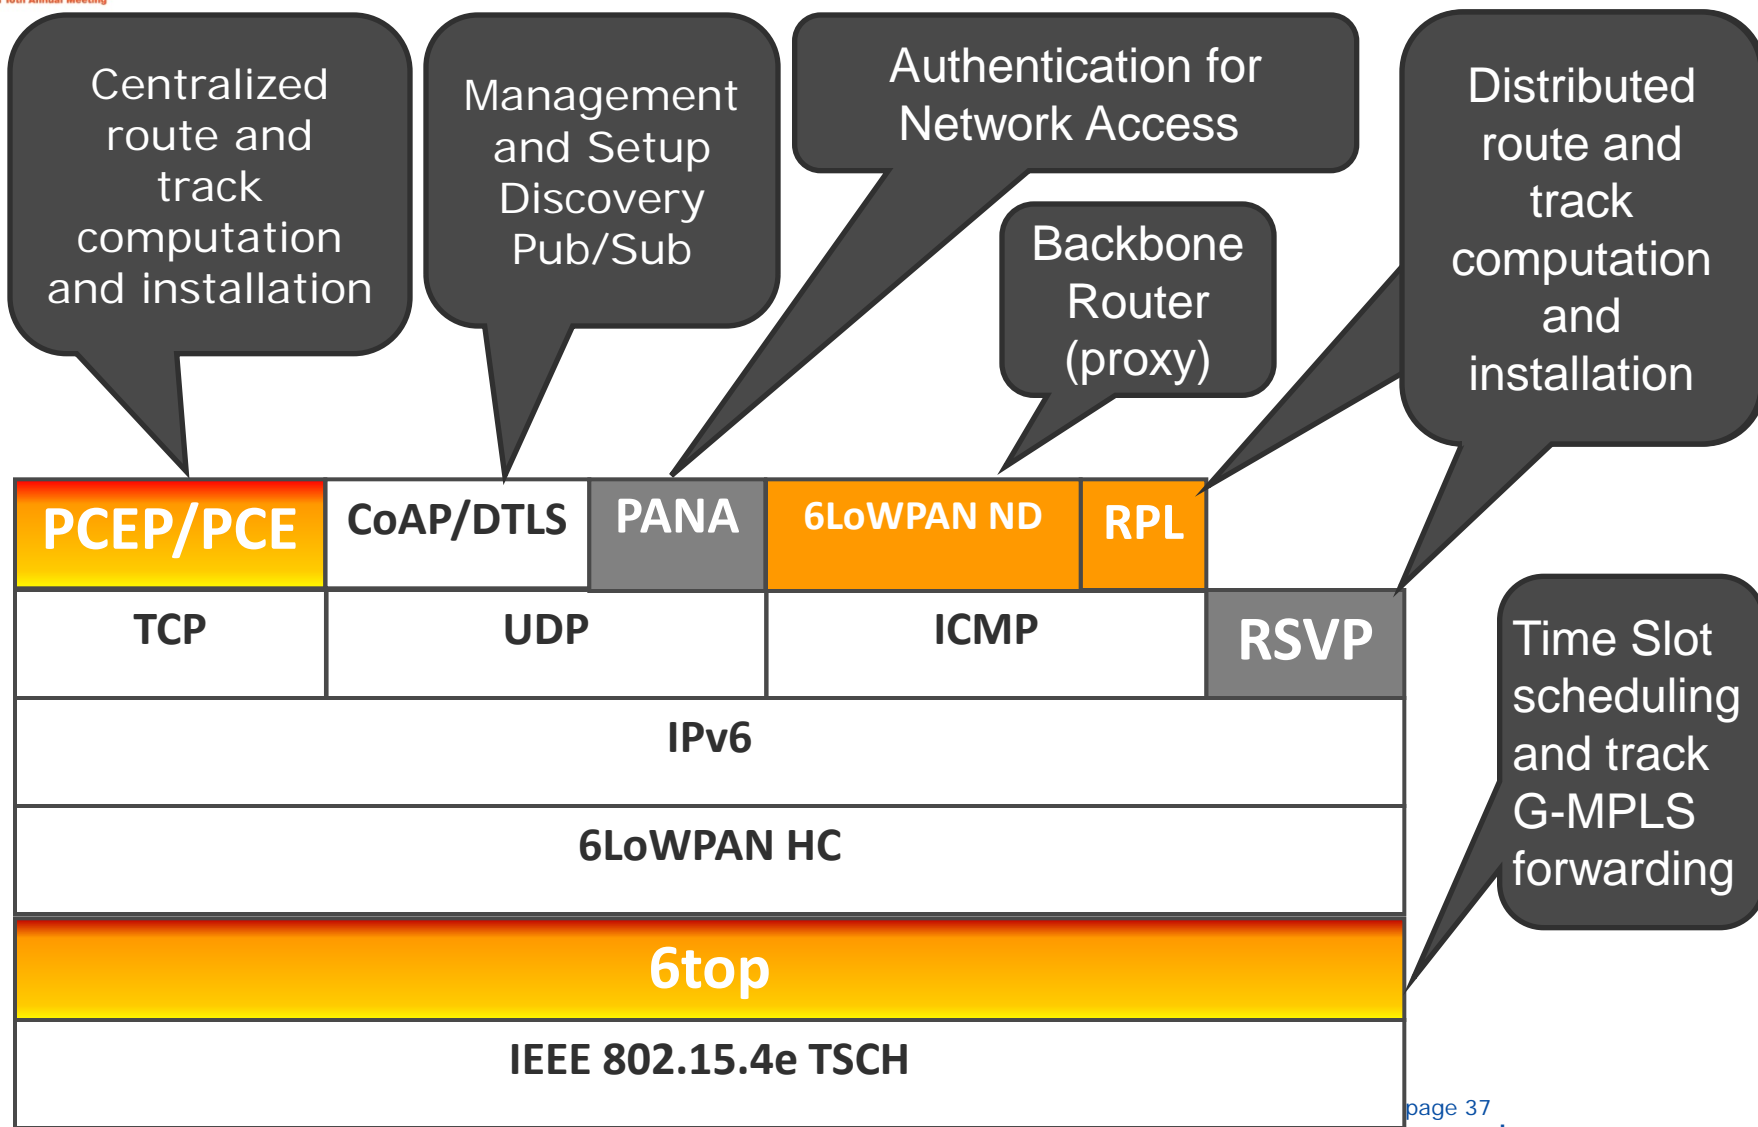 Annual Meeting
Centralized
route and
track
computation
and installation
Management
and Setup
Discovery
Pub/Sub
Authentication for
Network Access
Backbone
Router
(proxy)
Distributed
route and
track
computation
and
installation
PCEP/PCE
CoAP/DTLS
PANA
6LoWPAN ND
RPL
TCP
UDP
ICMP
RSVP
Time Slot
scheduling
and track
G-MPLS
forwarding
IPv6
6LoWPAN HC
6top
IEEE 802.15.4e TSCH
page 37